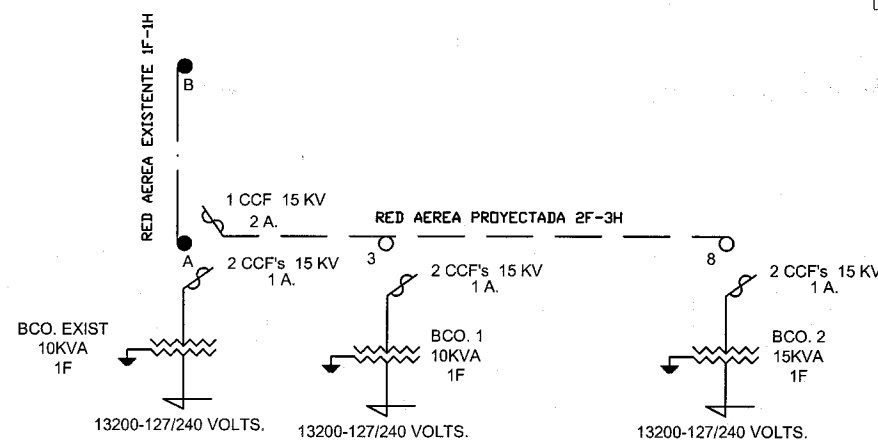 RED AEREA EXISTENTE 1F-1H
B
1 CCF 15 KV
2 A.
RED AEREA PROYECTADA 2F-3H
A
3
8
2 CCF's 15 KV
1 A.
2 CCF's 15 KV
1 A.
2 CCF's 15 KV
1 A.
BCO. EXIST
10KVA
1F
BCO. 1
10KVA
1F
BCO. 2
15KVA
1F
13200-127/240 VOLTS.
13200-127/240 VOLTS.
13200-127/240 VOLTS.